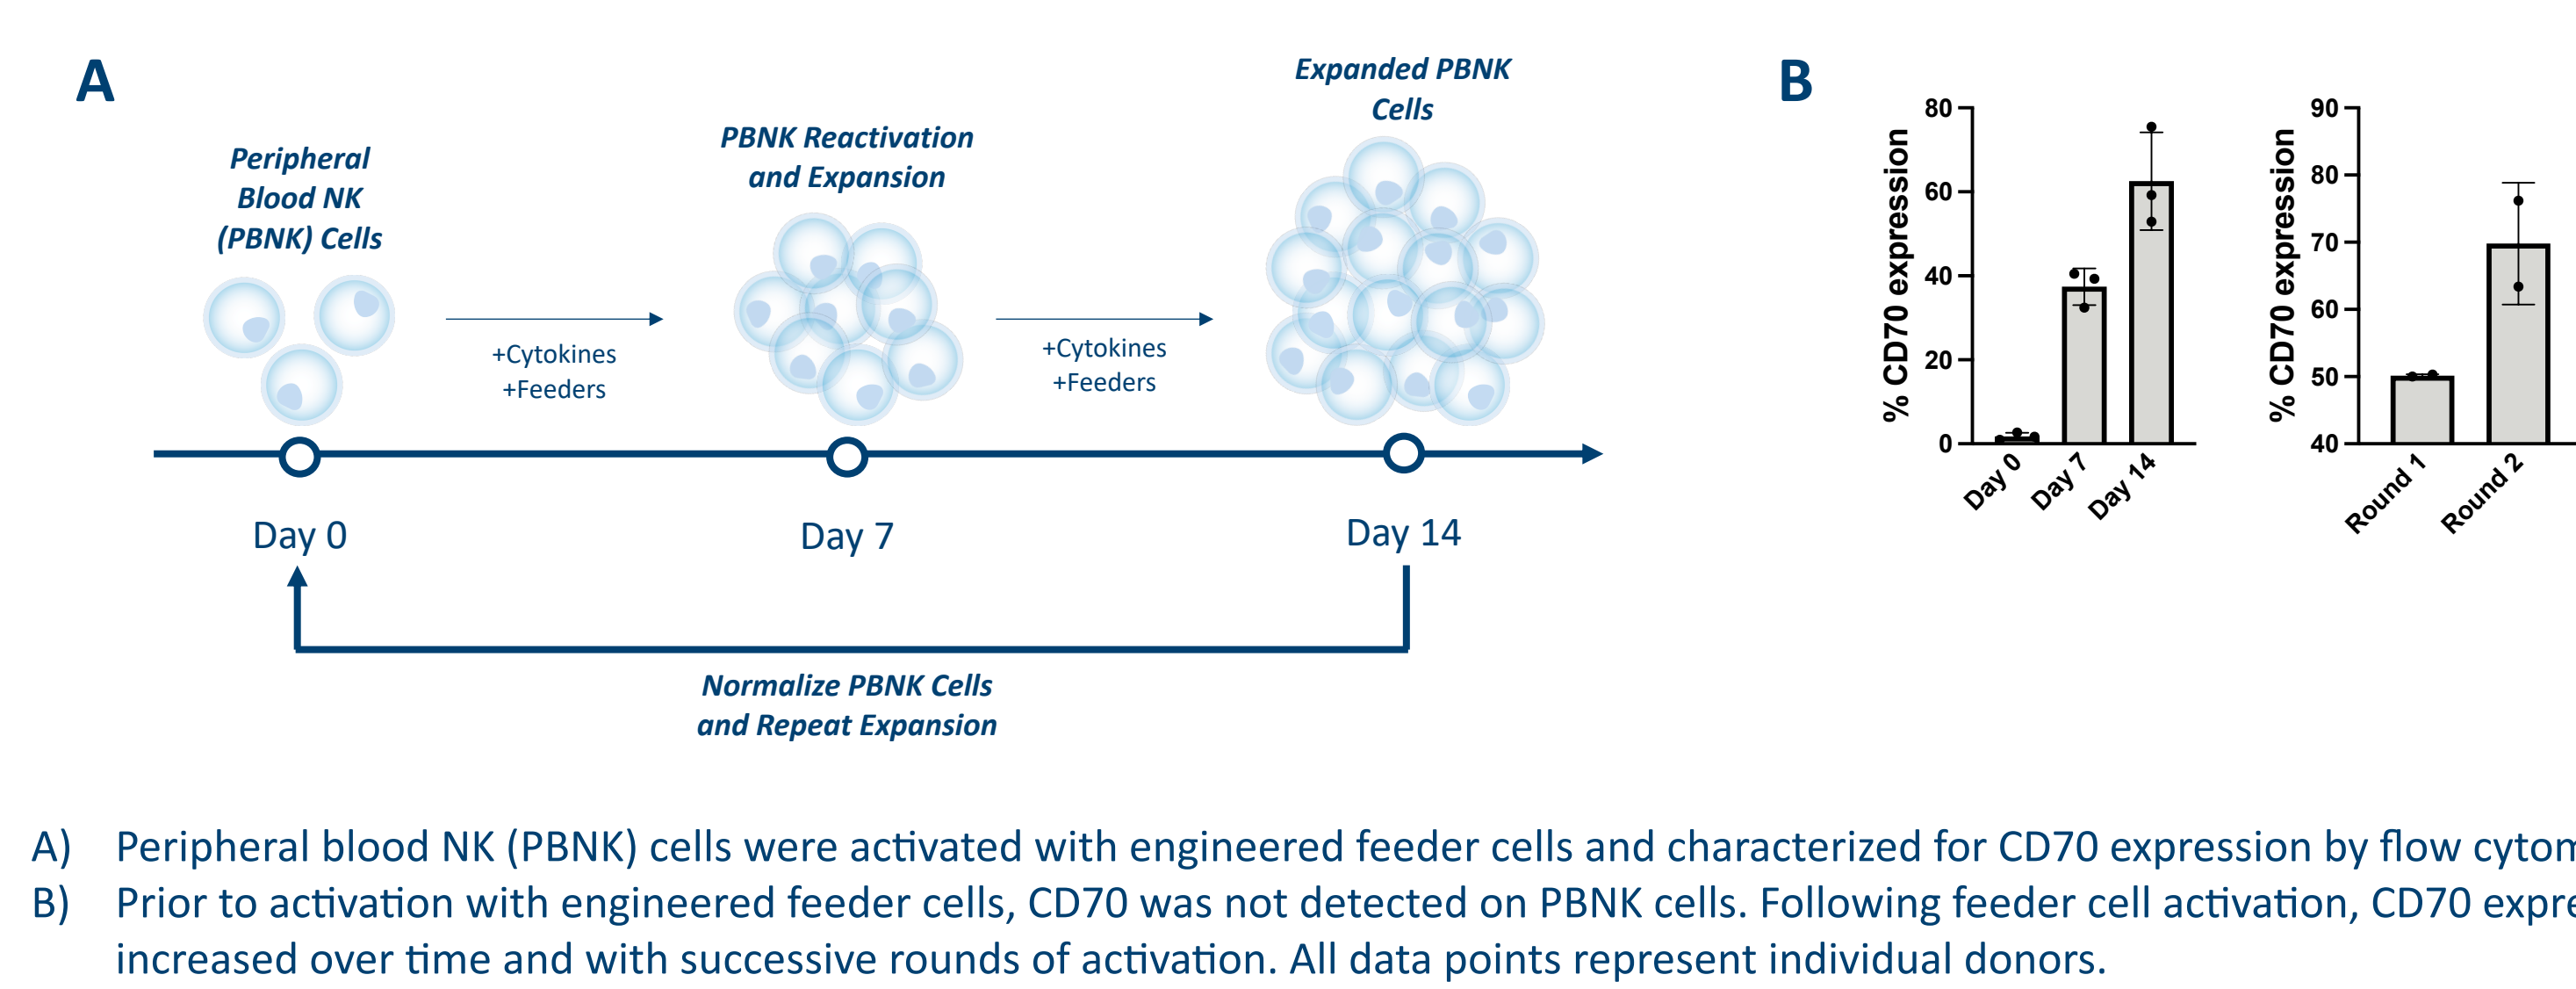 A
Peripheral
Blood NK
(PBNK) Cells
+Cytokines
+Feeders
PBNK Reactivation
and Expansion
+Cytokines
+Feeders
Expanded PBNK
Cells
Day 0
Day 7
Day 14
Normalize PBNK Cells
and Repeat Expansion
B
% CD70 expression
80
60
40
20
0
Day 0
Day 7
Day 14
% CD70 expression
90
80
70
60
50
40
Round 1
Round 2
A) Peripheral blood NK (PBNK) cells were activated with engineered feeder cells and characterized for CD70 expression by flow
B) Prior to activation with engineered feeder cells, CD70 was not detected on PBNK cells. Following feeder cell activation, CD70
increased over time and with successive rounds of activation. All data points represent individual donors.